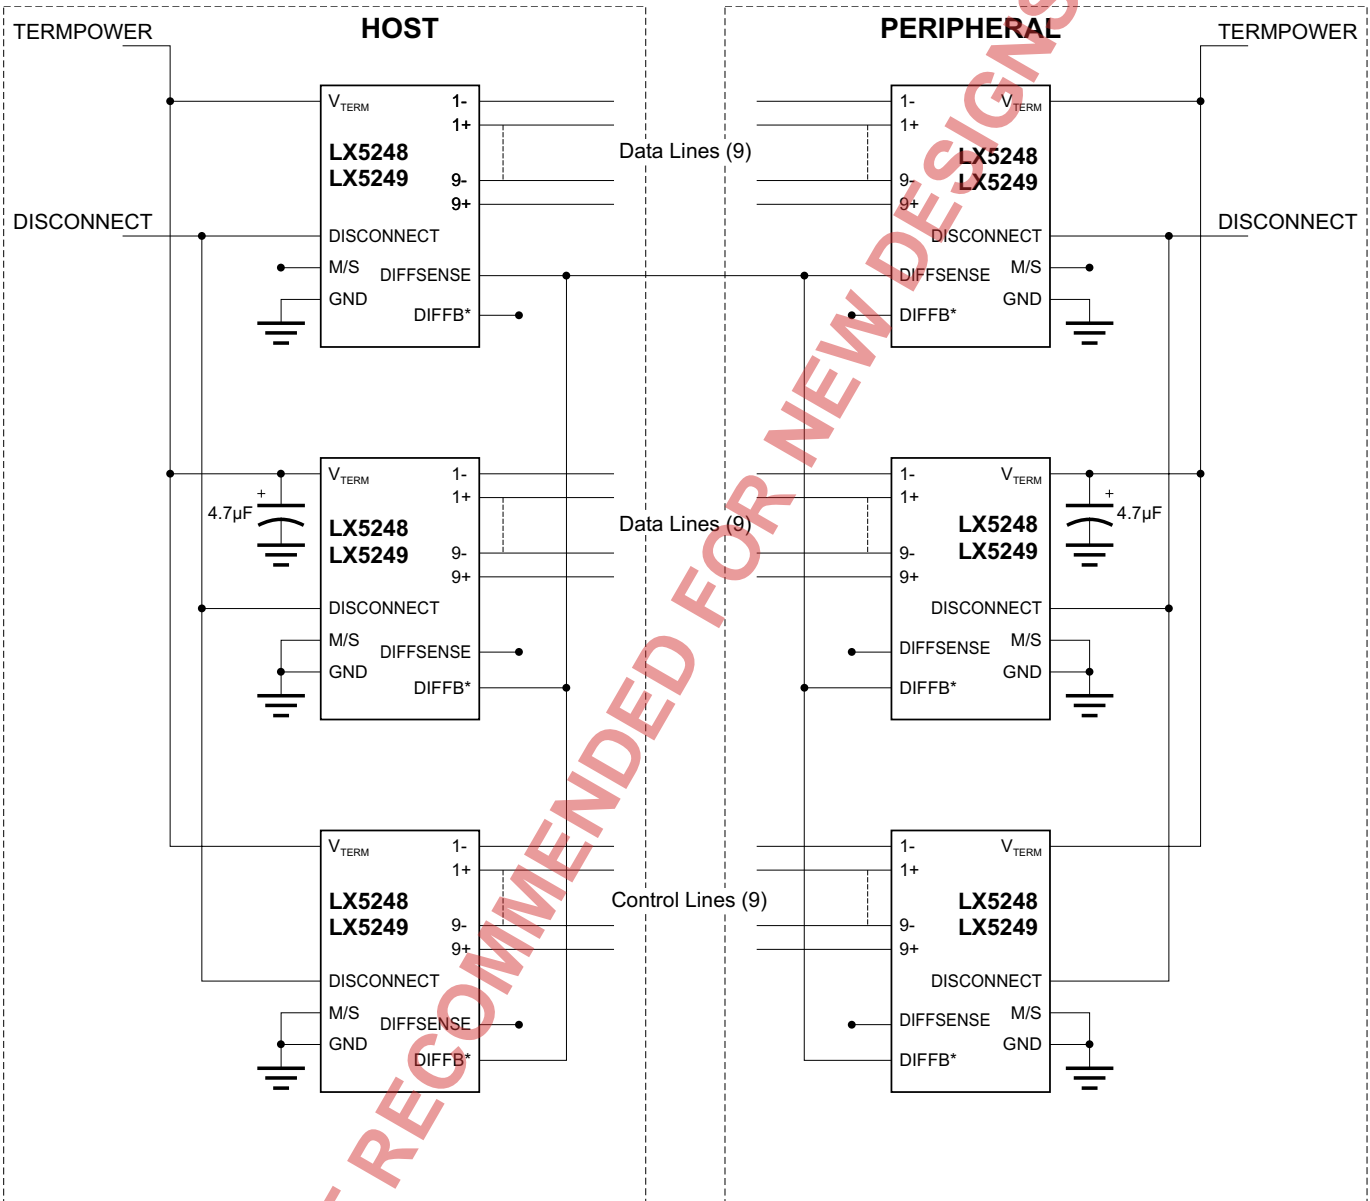 HOST
PERIPHERAL
TERMPOWER
TERMPOWER
VTERM
1-
1+
LX5248
LX5249
9-
9+
DISCONNECT
DISCONNECT
M/S
DIFFSENSE
GND
DIFFB*
Data Lines (9)
1-
VTERM
1+
LX5248
LX5249
9-
9+
DISCONNECT
DISCONNECT
DIFFSENSE
M/S
GND
DIFFB*
VTERM
1-
1+
+
4.7µF
LX5248
LX5249
9-
9+
DISCONNECT
M/S
DIFFSENSE
GND
DIFFB*
Data Lines (9)
1-
VTERM
1+
+
4.7µF
LX5248
LX5249
9-
9+
DISCONNECT
M/S
DIFFSENSE
GND
DIFFB*
VTERM
1-
1+
LX5248
LX5249
9-
9+
DISCONNECT
M/S
DIFFSENSE
GND
DIFFB*
Control Lines (9)
1-
VTERM
1+
LX5248
LX5249
9-
9+
DISCONNECT
M/S
DIFFSENSE
GND
DIFFB*
RECOMMENDED FOR NEW DESIGNS